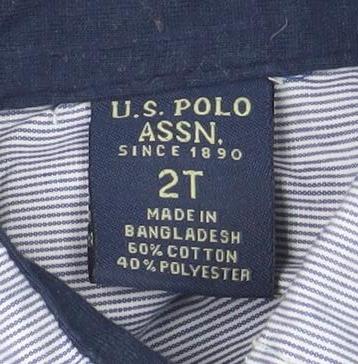 U.S. POLO
ASSN.
SINCE 1890
2T
MADE IN
BANGLADESH
60% COTTON
40% POLYESTER